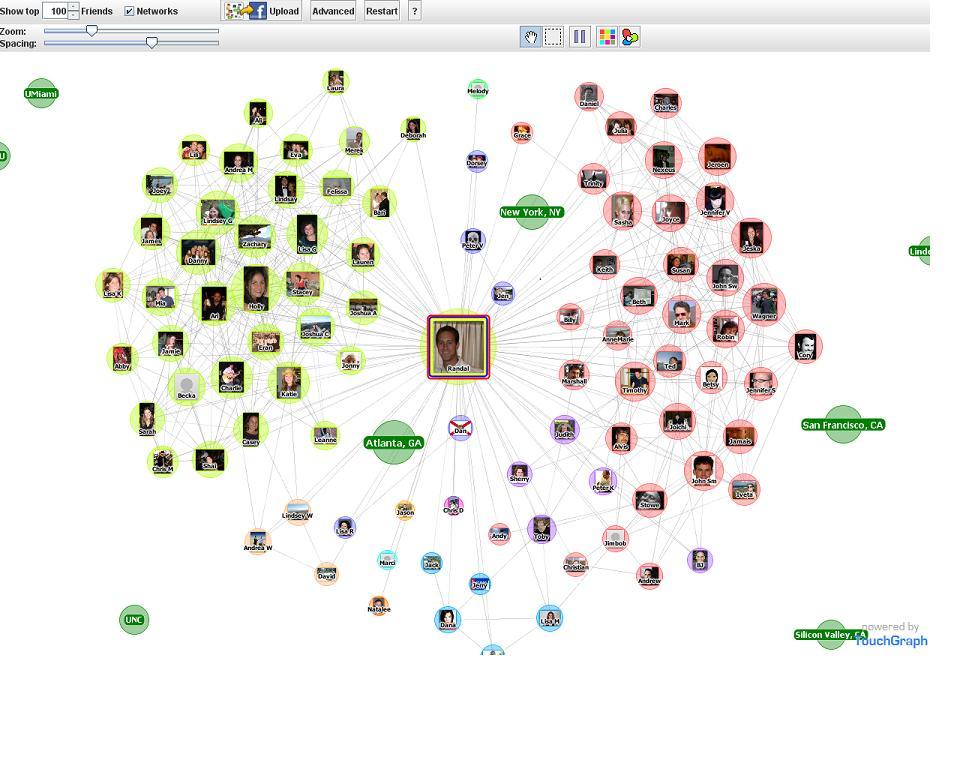 Show top 100 Friends Networks Upload Advanced Restart ?
Zoom:
Spacing:
Laura
UMiami
Melody
Daniel
Charles
Ali
Deborah
Grace
Julia
Merek
Eva
Andrea M
Dorsey
Nexeus
Jeroen
Joey
Lindsay
Felissa
Trinity
Bari
Lindsey G
New York, NY
Sasha
Joyce
Jennifer V
James
Zachary
Lisa G
Peter V
Jeska
Danny
Lauren
Linde
Keith
Susan
John Sw
Lisa K
Mia
Ari
Holly
Stacey
Jen
Beth
Joshua A
Wagner
Billy
Mark
Joshua C
AnneMarie
Robin
Jamie
Eran
Abby
Jonny
Randal
Ted
Cory
Becka
Charlie
Katie
Marshall
Timothy
Betsy
Jennifer S
Sarah
Casey
Leanne
Atlanta, GA
Dan
Judith
Alvis
Joichi
Jamais
San Francisco, CA
Chris M
Shai
Sherry
Peter K
John Sm
Iveta
Lindsey W
Jason
Chris D
Stowe
Andrea W
Lisa R
Andy
Toby
Jimbob
David
Marci
Jack
Christian
BJ
Jerry
Andrew
Natalee
UNC
Dana
Lisa M
Silicon Valley, CA
powered by
TouchGraph